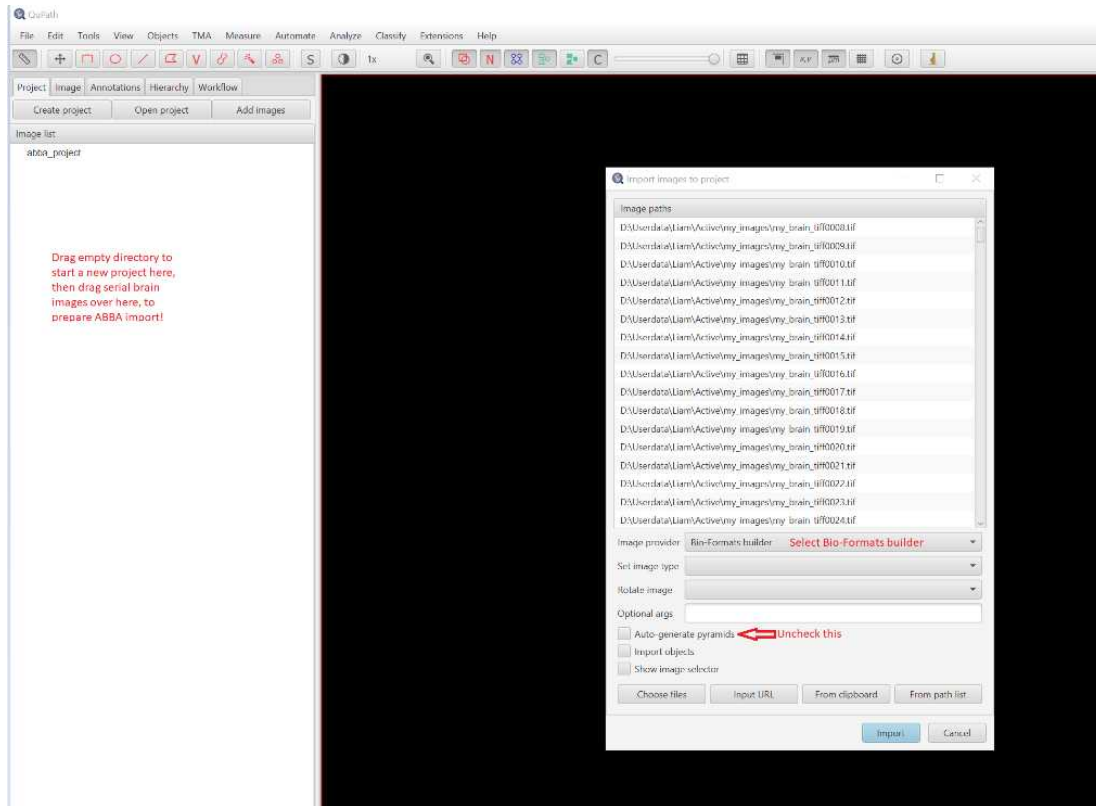 QuPath
File Edit Tools View Objects TMA Measure Automate Analyze Classify Extensions Help
V S 1x N C
Project Image Annotations Hierarchy Workflow
Create project Open project Add images
Image list
abba_project
Drag empty directory to
start a new project here,
then drag serial brain
images over here, to
prepare ABBA import!
Import images to project
Image paths
D:\Userdata\Liam\Active\my_images\my_brain_tiff0008.tif
D:\Userdata\Liam\Active\my_images\my_brain_tiff0009.tif
D:\Userdata\Liam\Active\my_images\my_brain_tiff0010.tif
D:\Userdata\Liam\Active\my_images\my_brain_tiff0011.tif
D:\Userdata\Liam\Active\my_images\my_brain_tiff0012.tif
D:\Userdata\Liam\Active\my_images\my_brain_tiff0013.tif
D:\Userdata\Liam\Active\my_images\my_brain_tiff0014.tif
D:\Userdata\Liam\Active\my_images\my_brain_tiff0015.tif
D:\Userdata\Liam\Active\my_images\my_brain_tiff0016.tif
D:\Userdata\Liam\Active\my_images\my_brain_tiff0017.tif
D:\Userdata\Liam\Active\my_images\my_brain_tiff0018.tif
D:\Userdata\Liam\Active\my_images\my_brain_tiff0019.tif
D:\Userdata\Liam\Active\my_images\my_brain_tiff0020.tif
D:\Userdata\Liam\Active\my_images\my_brain_tiff0021.tif
D:\Userdata\Liam\Active\my_images\my_brain_tiff0022.tif
D:\Userdata\Liam\Active\my_images\my_brain_tiff0023.tif
D:\Userdata\Liam\Active\my_images\my_brain_tiff0024.tif
Image provider Bio-Formats builder Select Bio-Formats builder
Set image type
Rotate image
Optional args
Auto-generate pyramids Uncheck this
Import objects
Show image selector
Choose files Input URL From clipboard From path list
Import Cancel